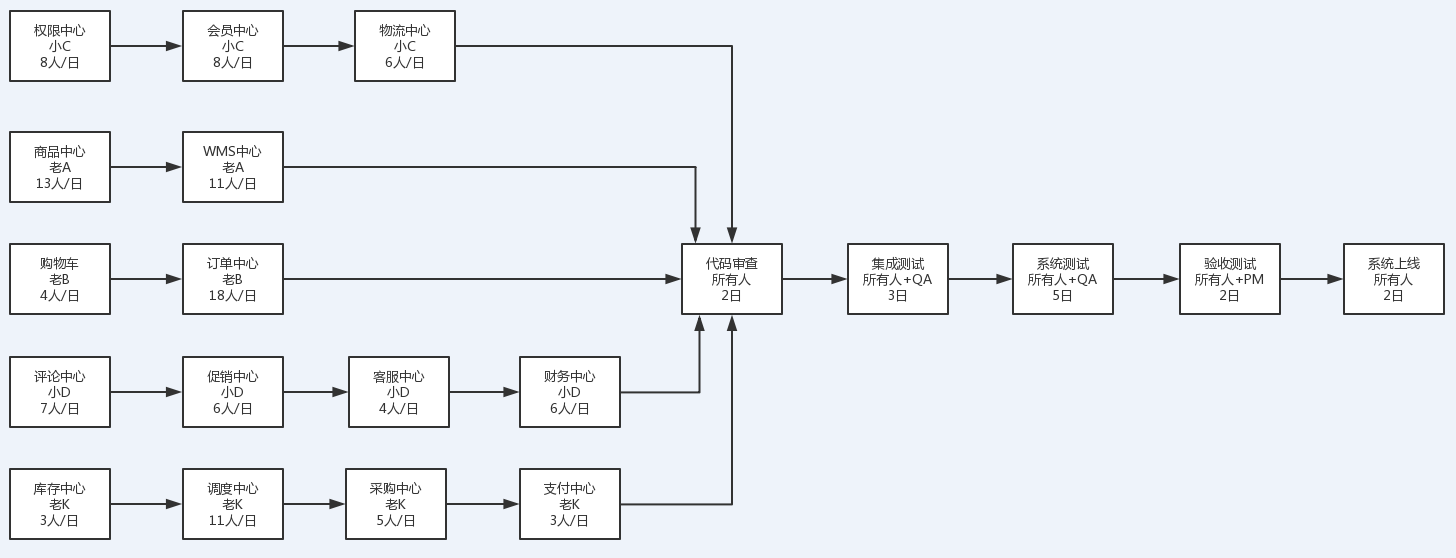 权限中心
小C
8人/日
会员中心
小C
8人/日
物流中心
小C
6人/日
商品中心
老A
13人/日
WMS中心
老A
11人/日
购物车
老B
4人/日
订单中心
老B
18人/日
代码审查
所有人
2日
集成测试
所有人+QA
3日
系统测试
所有人+QA
5日
验收测试
所有人+PM
2日
系统上线
所有人
2日
评论中心
小D
7人/日
促销中心
小D
6人/日
客服中心
小D
4人/日
财务中心
小D
6人/日
库存中心
老K
3人/日
调度中心
老K
11人/日
采购中心
老K
5人/日
支付中心
老K
3人/日